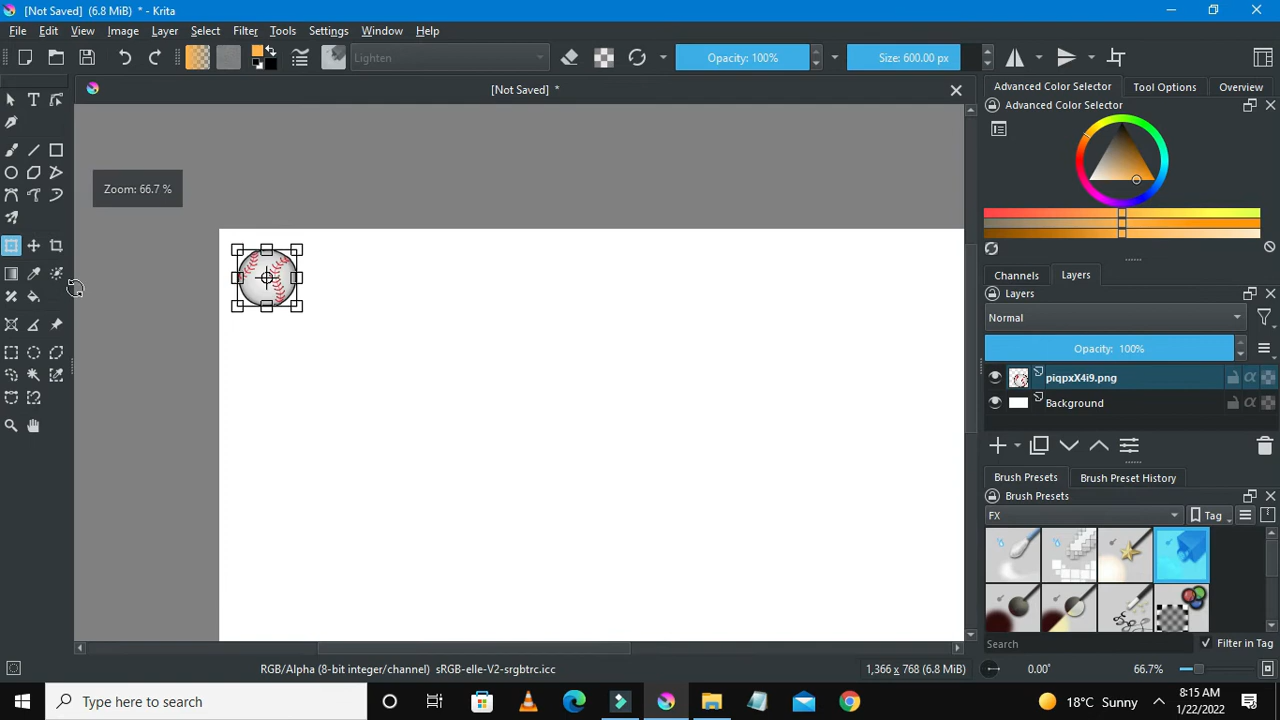 [Not Saved] (6.8 MiB) * - Krita
File Edit View Image Layer Select Filter Tools Settings Window Help
Lighten Opacity: 100% Size: 600.00 px
[Not Saved] *
Advanced Color Selector Tool Options Overview
Advanced Color Selector
Zoom: 66.7 %
Channels Layers
Layers
Normal
Opacity: 100%
piqpxX4i9.png
Background
Brush Presets Brush Preset History
Brush Presets
FX Tag
Search Filter in Tag
RGB/Alpha (8-bit integer/channel) sRGB-elle-V2-srgbtrc.icc 1,366 x 768 (6.8 MiB) 0.00° 66.7%
Type here to search 18°C Sunny 8:15 AM
1/22/2022